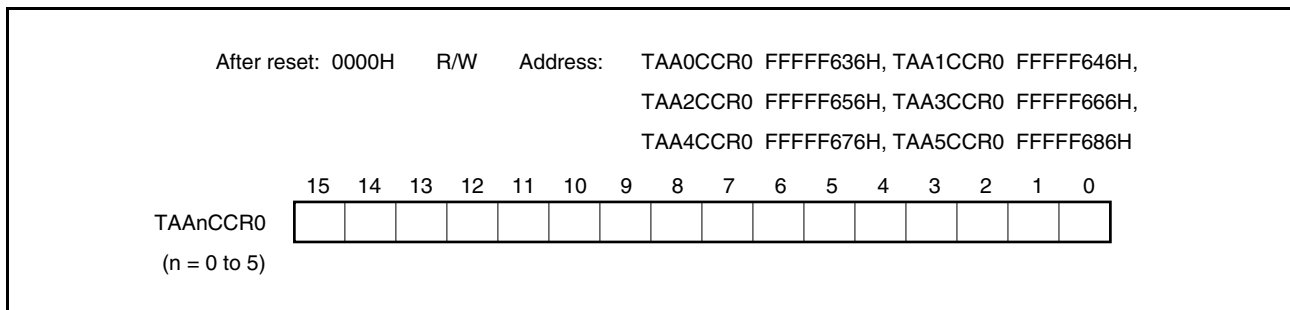 After reset: 0000H R/W Address: TAA0CCR0 FFFFF636H, TAA1CCR0 FFFFF646H,
TAA2CCR0 FFFFF656H, TAA3CCR0 FFFFF666H,
TAA4CCR0 FFFFF676H, TAA5CCR0 FFFFF686H
15 14 13 12 11 10 9 8 7 6 5 4 3 2 1 0
TAAnCCR0
(n = 0 to 5)